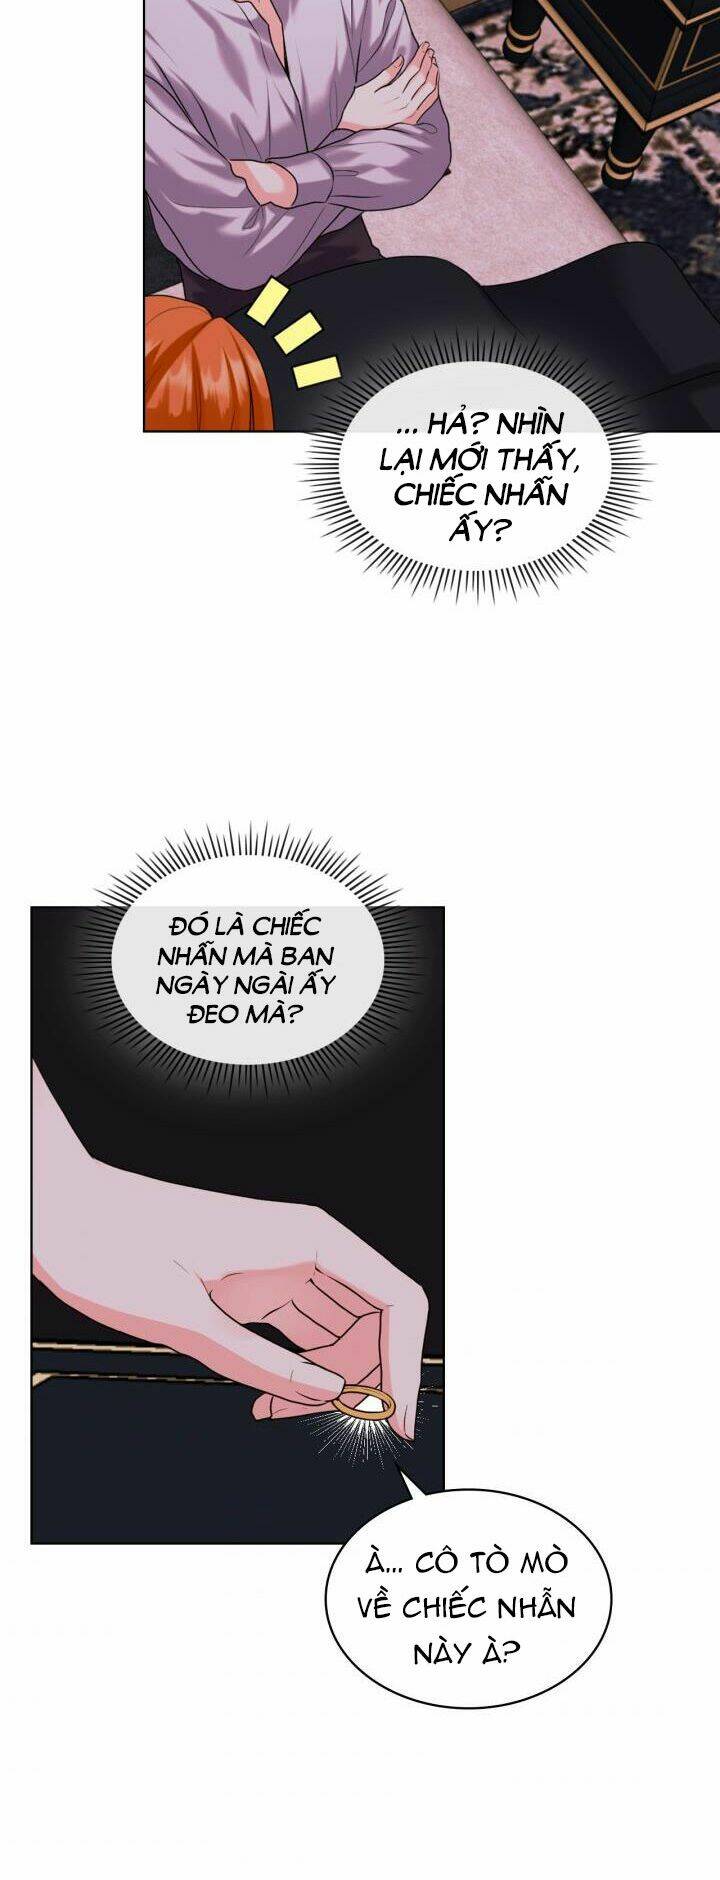 ... HẢ? NHÌN
LẠI MỚI THẤY,
CHIẾC NHẪN
ẤY?
ĐÓ LÀ CHIẾC
NHẪN MÀ BAN
NGÀY NGÀI ẤY
ĐEO MÀ?
À... CÔ TÒ MÒ
VỀ CHIẾC NHẪN
NÀY À?